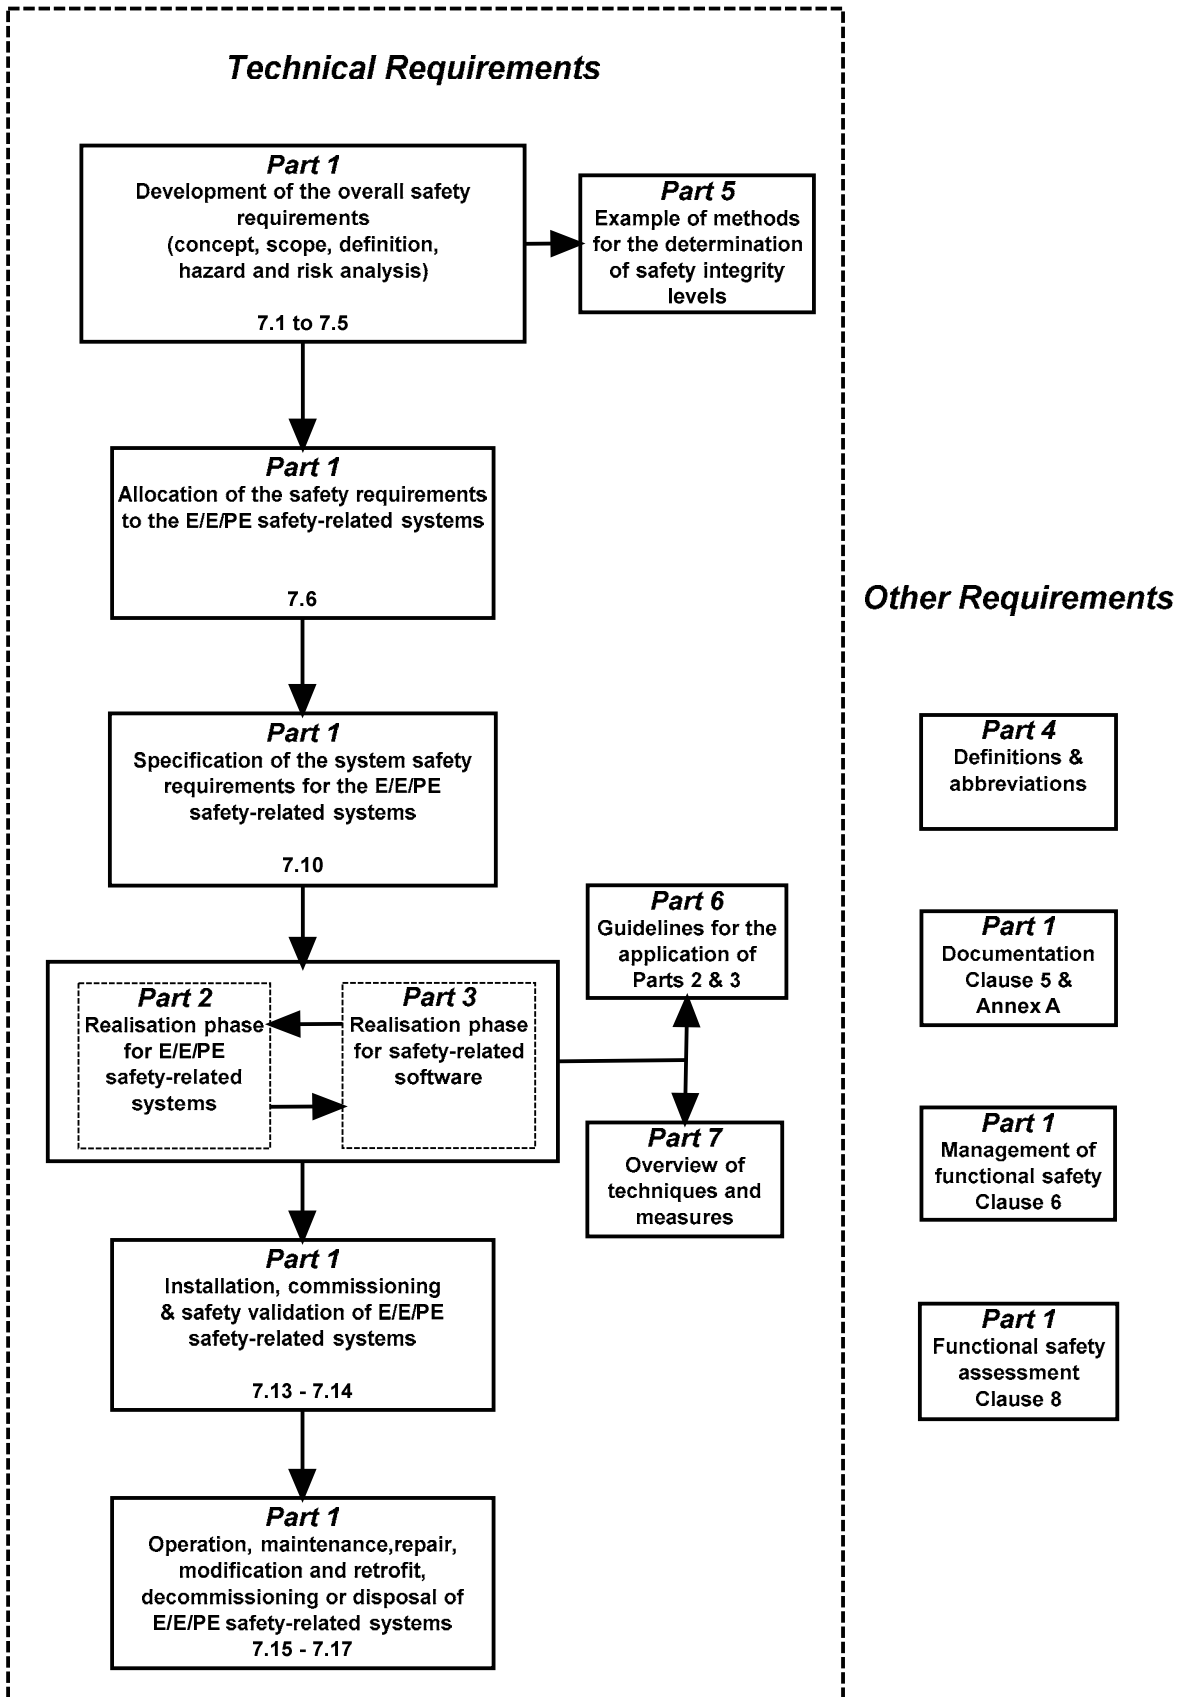 Technical Requirements
Part 1
Development of the overall safety
requirements
(concept, scope, definition,
hazard and risk analysis)
7.1 to 7.5
Part 5
Example of methods
for the determination
of safety integrity
levels
Part 1
Allocation of the safety requirements
to the E/E/PE safety-related systems
7.6
Other Requirements
Part 1
Specification of the system safety
requirements for the E/E/PE
safety-related systems
7.10
Part 4
Definitions &
abbreviations
Part 6
Guidelines for the
application of
Parts 2 & 3
Part 1
Documentation
Clause 5 &
Annex A
Part 2
Realisation phase
for E/E/PE
safety-related
systems
Part 3
Realisation phase
for safety-related
software
Part 7
Overview of
techniques and
measures
Part 1
Management of
functional safety
Clause 6
Part 1
Installation, commissioning
& safety validation of E/E/PE
safety-related systems
7.13 - 7.14
Part 1
Functional safety
assessment
Clause 8
Part 1
Operation, maintenance,repair,
modification and retrofit,
decommissioning or disposal of
E/E/PE safety-related systems
7.15 - 7.17